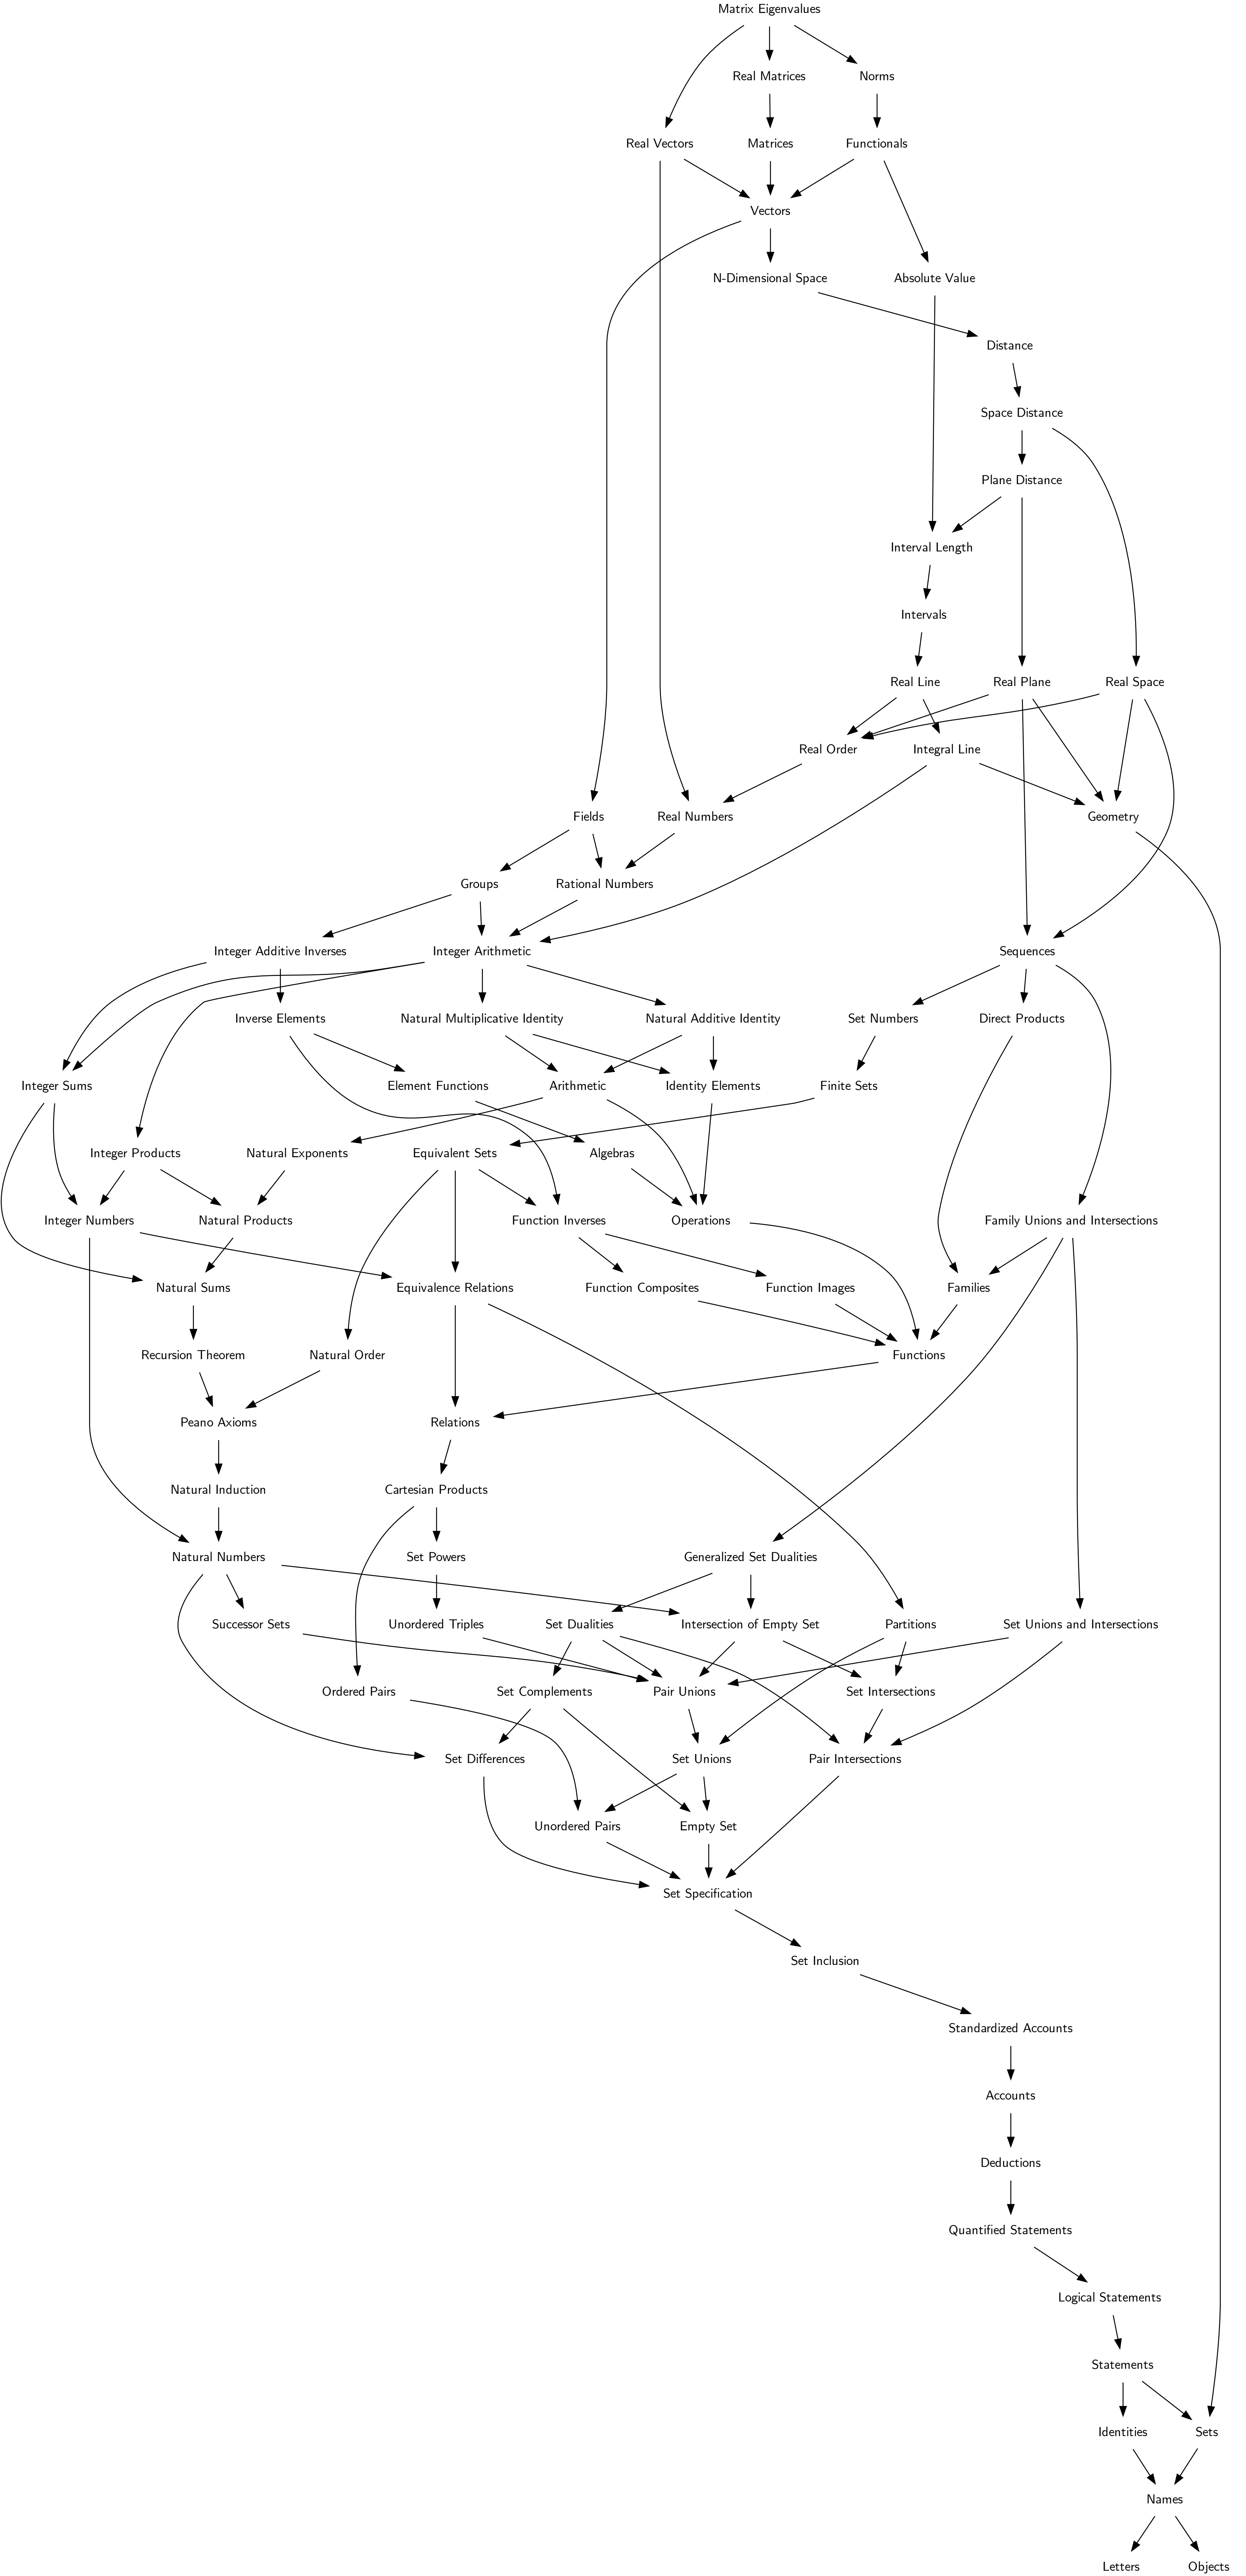 Matrix Eigenvalues
Real Matrices
Norms
Real Vectors
Matrices
Functionals
Vectors
N-Dimensional Space
Absolute Value
Distance
Space Distance
Plane Distance
Interval Length
Intervals
Real Line
Real Plane
Real Space
Real Order
Integral Line
Fields
Real Numbers
Geometry
Groups
Rational Numbers
Integer Additive Inverses
Integer Arithmetic
Sequences
Inverse Elements
Natural Multiplicative Identity
Natural Additive Identity
Set Numbers
Direct Products
Integer Sums
Element Functions
Arithmetic
Identity Elements
Finite Sets
Integer Products
Natural Exponents
Equivalent Sets
Algebras
Integer Numbers
Natural Products
Function Inverses
Operations
Family Unions and Intersections
Natural Sums
Equivalence Relations
Function Composites
Function Images
Families
Recursion Theorem
Natural Order
Functions
Peano Axioms
Relations
Natural Induction
Cartesian Products
Natural Numbers
Set Powers
Generalized Set Dualities
Successor Sets
Unordered Triples
Set Dualities
Intersection of Empty Set
Partitions
Set Unions and Intersections
Ordered Pairs
Set Complements
Pair Unions
Set Intersections
Set Differences
Set Unions
Pair Intersections
Unordered Pairs
Empty Set
Set Specification
Set Inclusion
Standardized Accounts
Accounts
Deductions
Quantified Statements
Logical Statements
Statements
Identities
Sets
Names
Letters
Objects